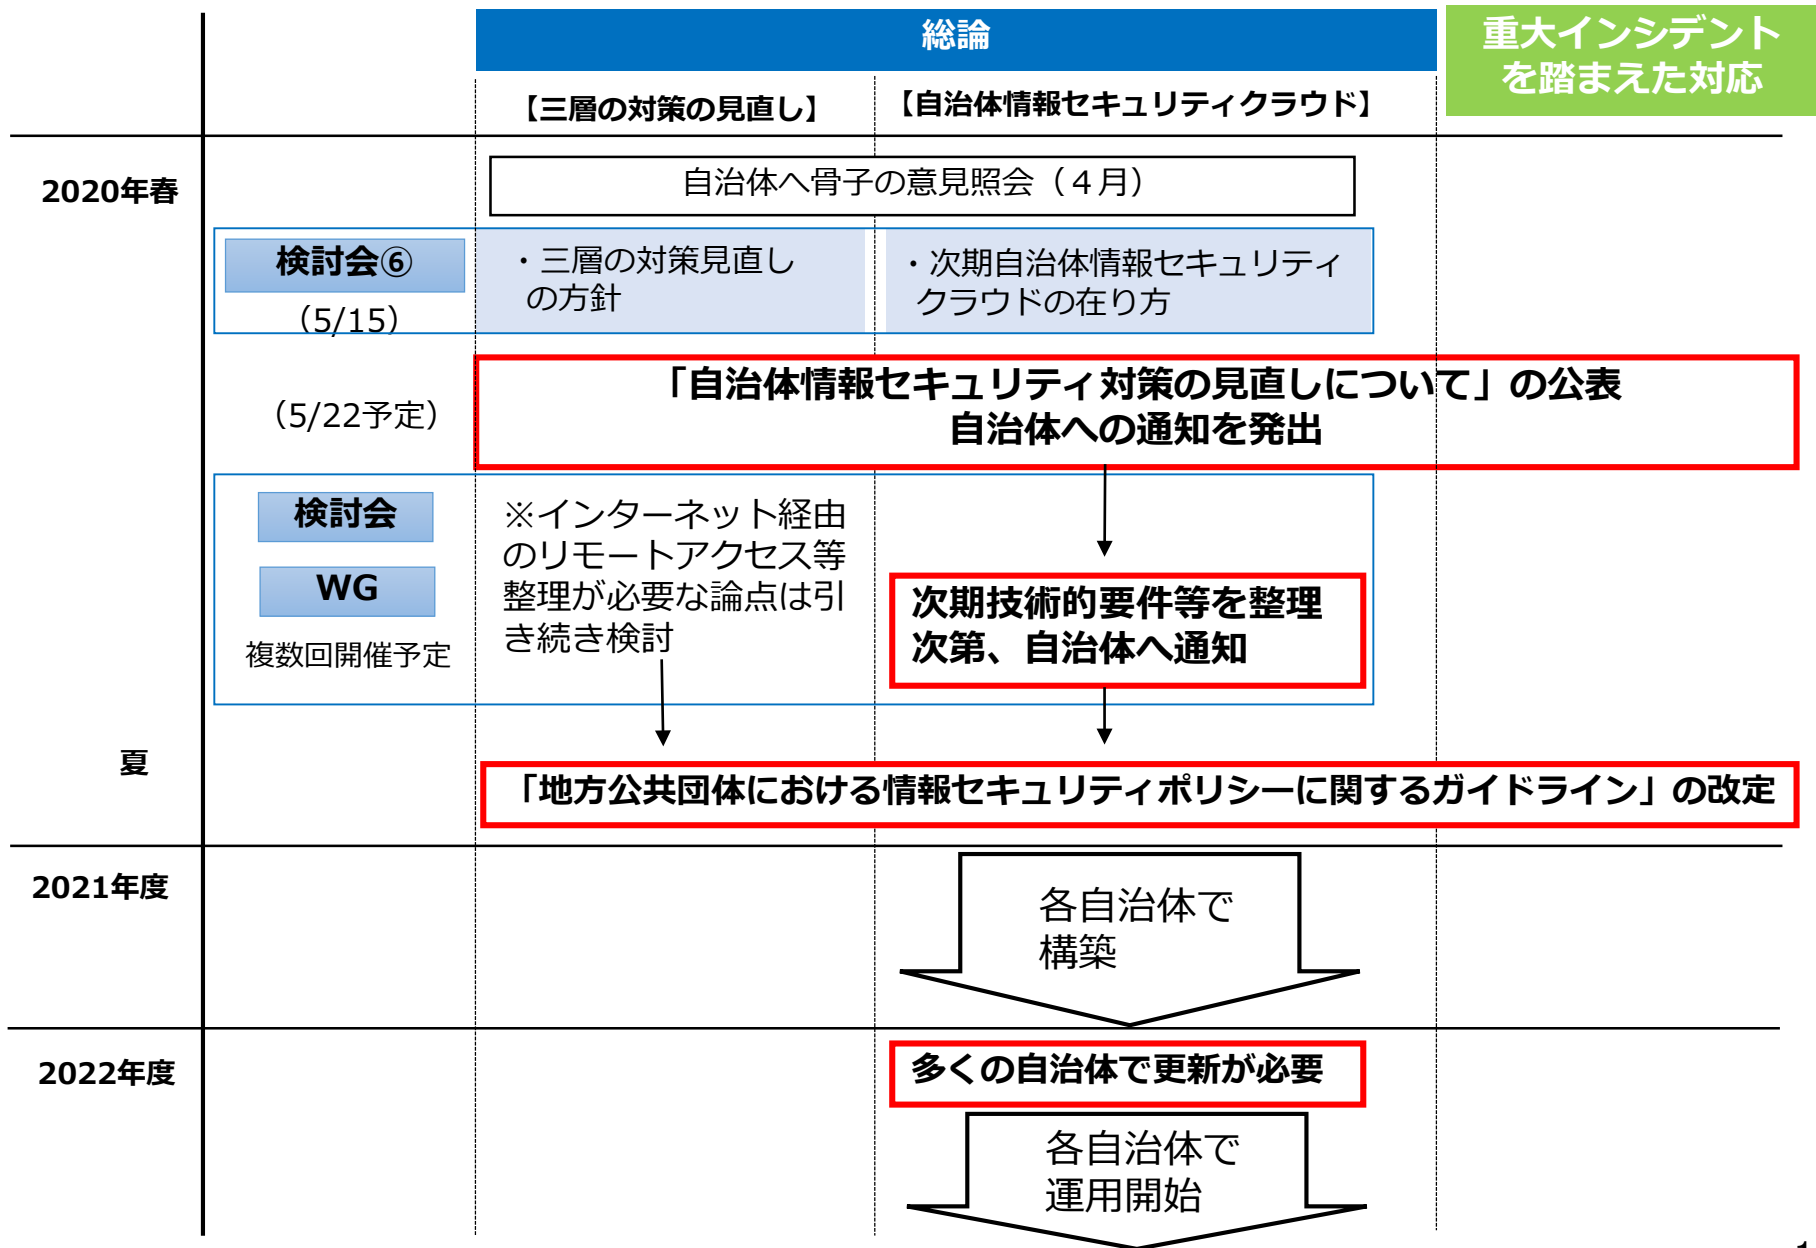 総論
重大インシデント
を踏まえた対応
【三層の対策の見直し】
【自治体情報セキュリティクラウド】
2020年春
自治体へ骨子の意見照会（４月）
検討会⑥
（5/15）
・三層の対策見直し
の方針
・次期自治体情報セキュリティ
クラウドの在り方
（5/22予定）
「自治体情報セキュリティ対策の見直しについて」の公表
自治体への通知を発出
検討会
WG
複数回開催予定
※インターネット経由
のリモートアクセス等
整理が必要な論点は引
き続き検討
次期技術的要件等を整理
次第、自治体へ通知
夏
「地方公共団体における情報セキュリティポリシーに関するガイドライン」の改定
2021年度
各自治体で
構築
2022年度
多くの自治体で更新が必要
各自治体で
運用開始